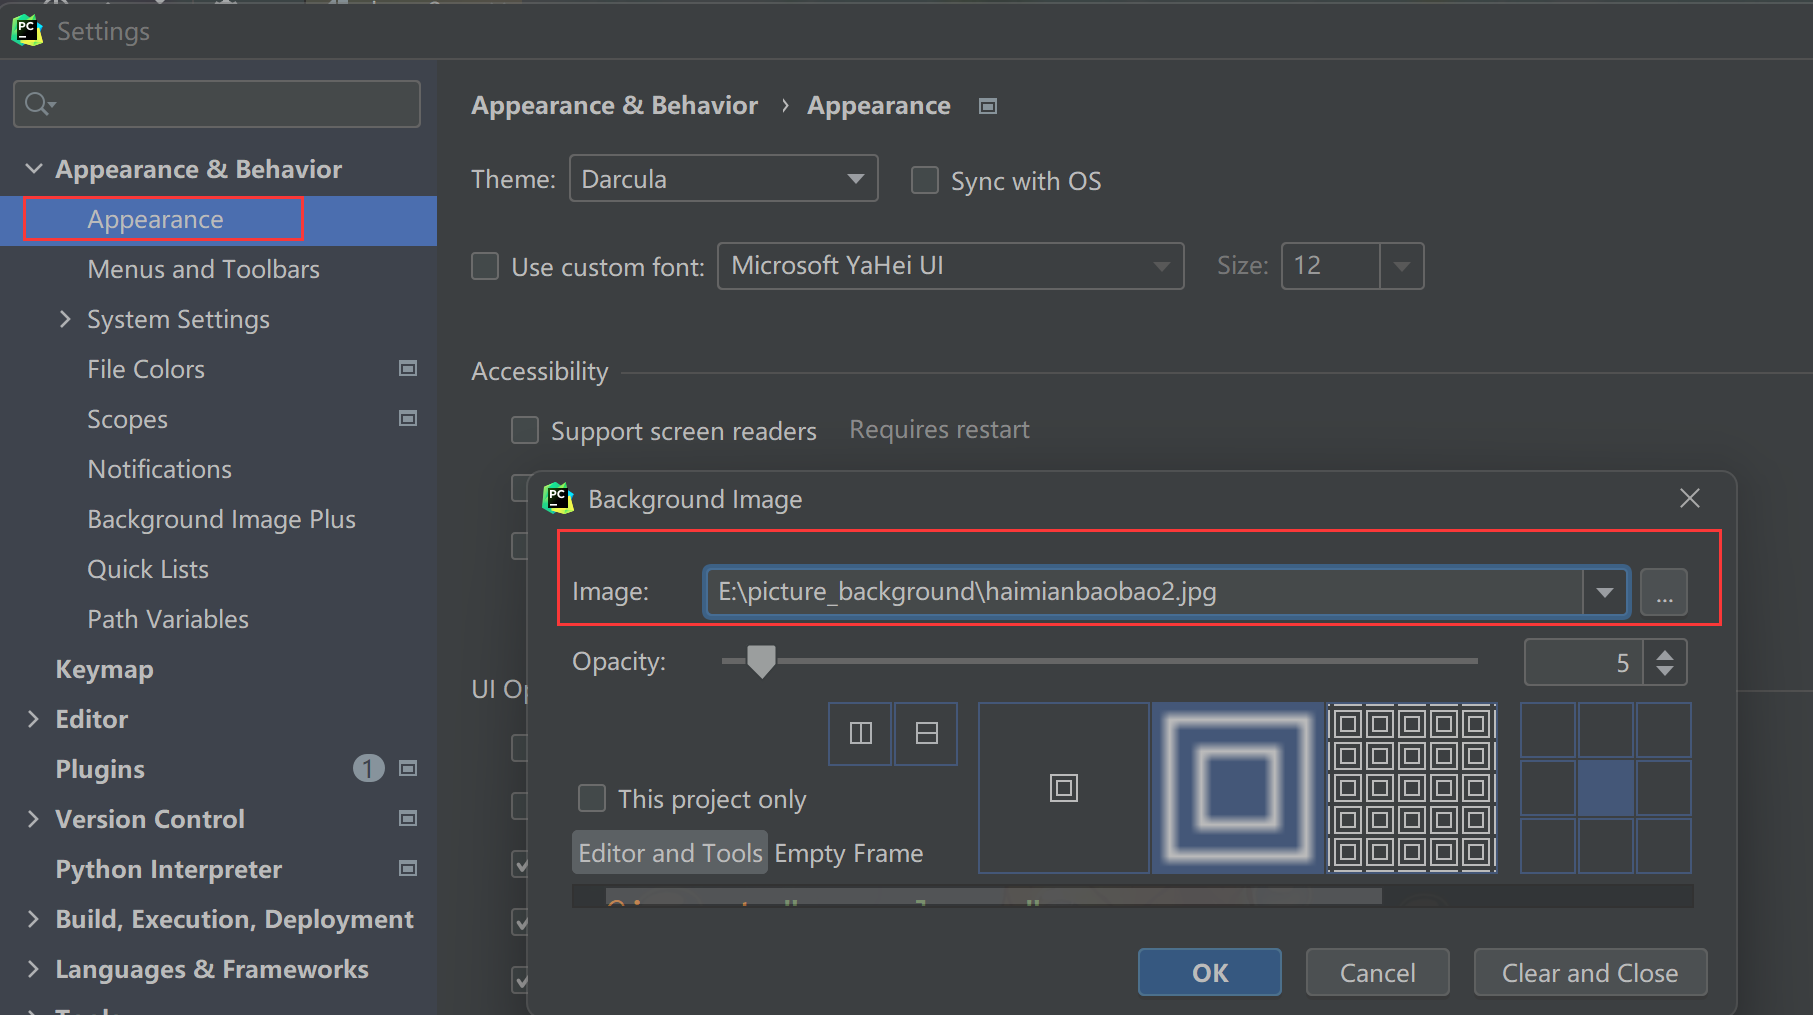 PC
Settings
Appearance & Behavior
Appearance
Menus and Toolbars
System Settings
File Colors
Scopes
Notifications
Background Image Plus
Quick Lists
Path Variables
Keymap
Editor
Plugins 1
Version Control
Python Interpreter
Build, Execution, Deployment
Languages & Frameworks
Appearance & Behavior › Appearance
Theme: Darcula Sync with OS
Use custom font: Microsoft YaHei UI Size: 12
Accessibility
Support screen readers Requires restart
UI
PC
Background Image
Image: E:\picture_background\haimianbaobao2.jpg ...
Opacity: 5
This project only
Editor and Tools Empty Frame
OK Cancel Clear and Close